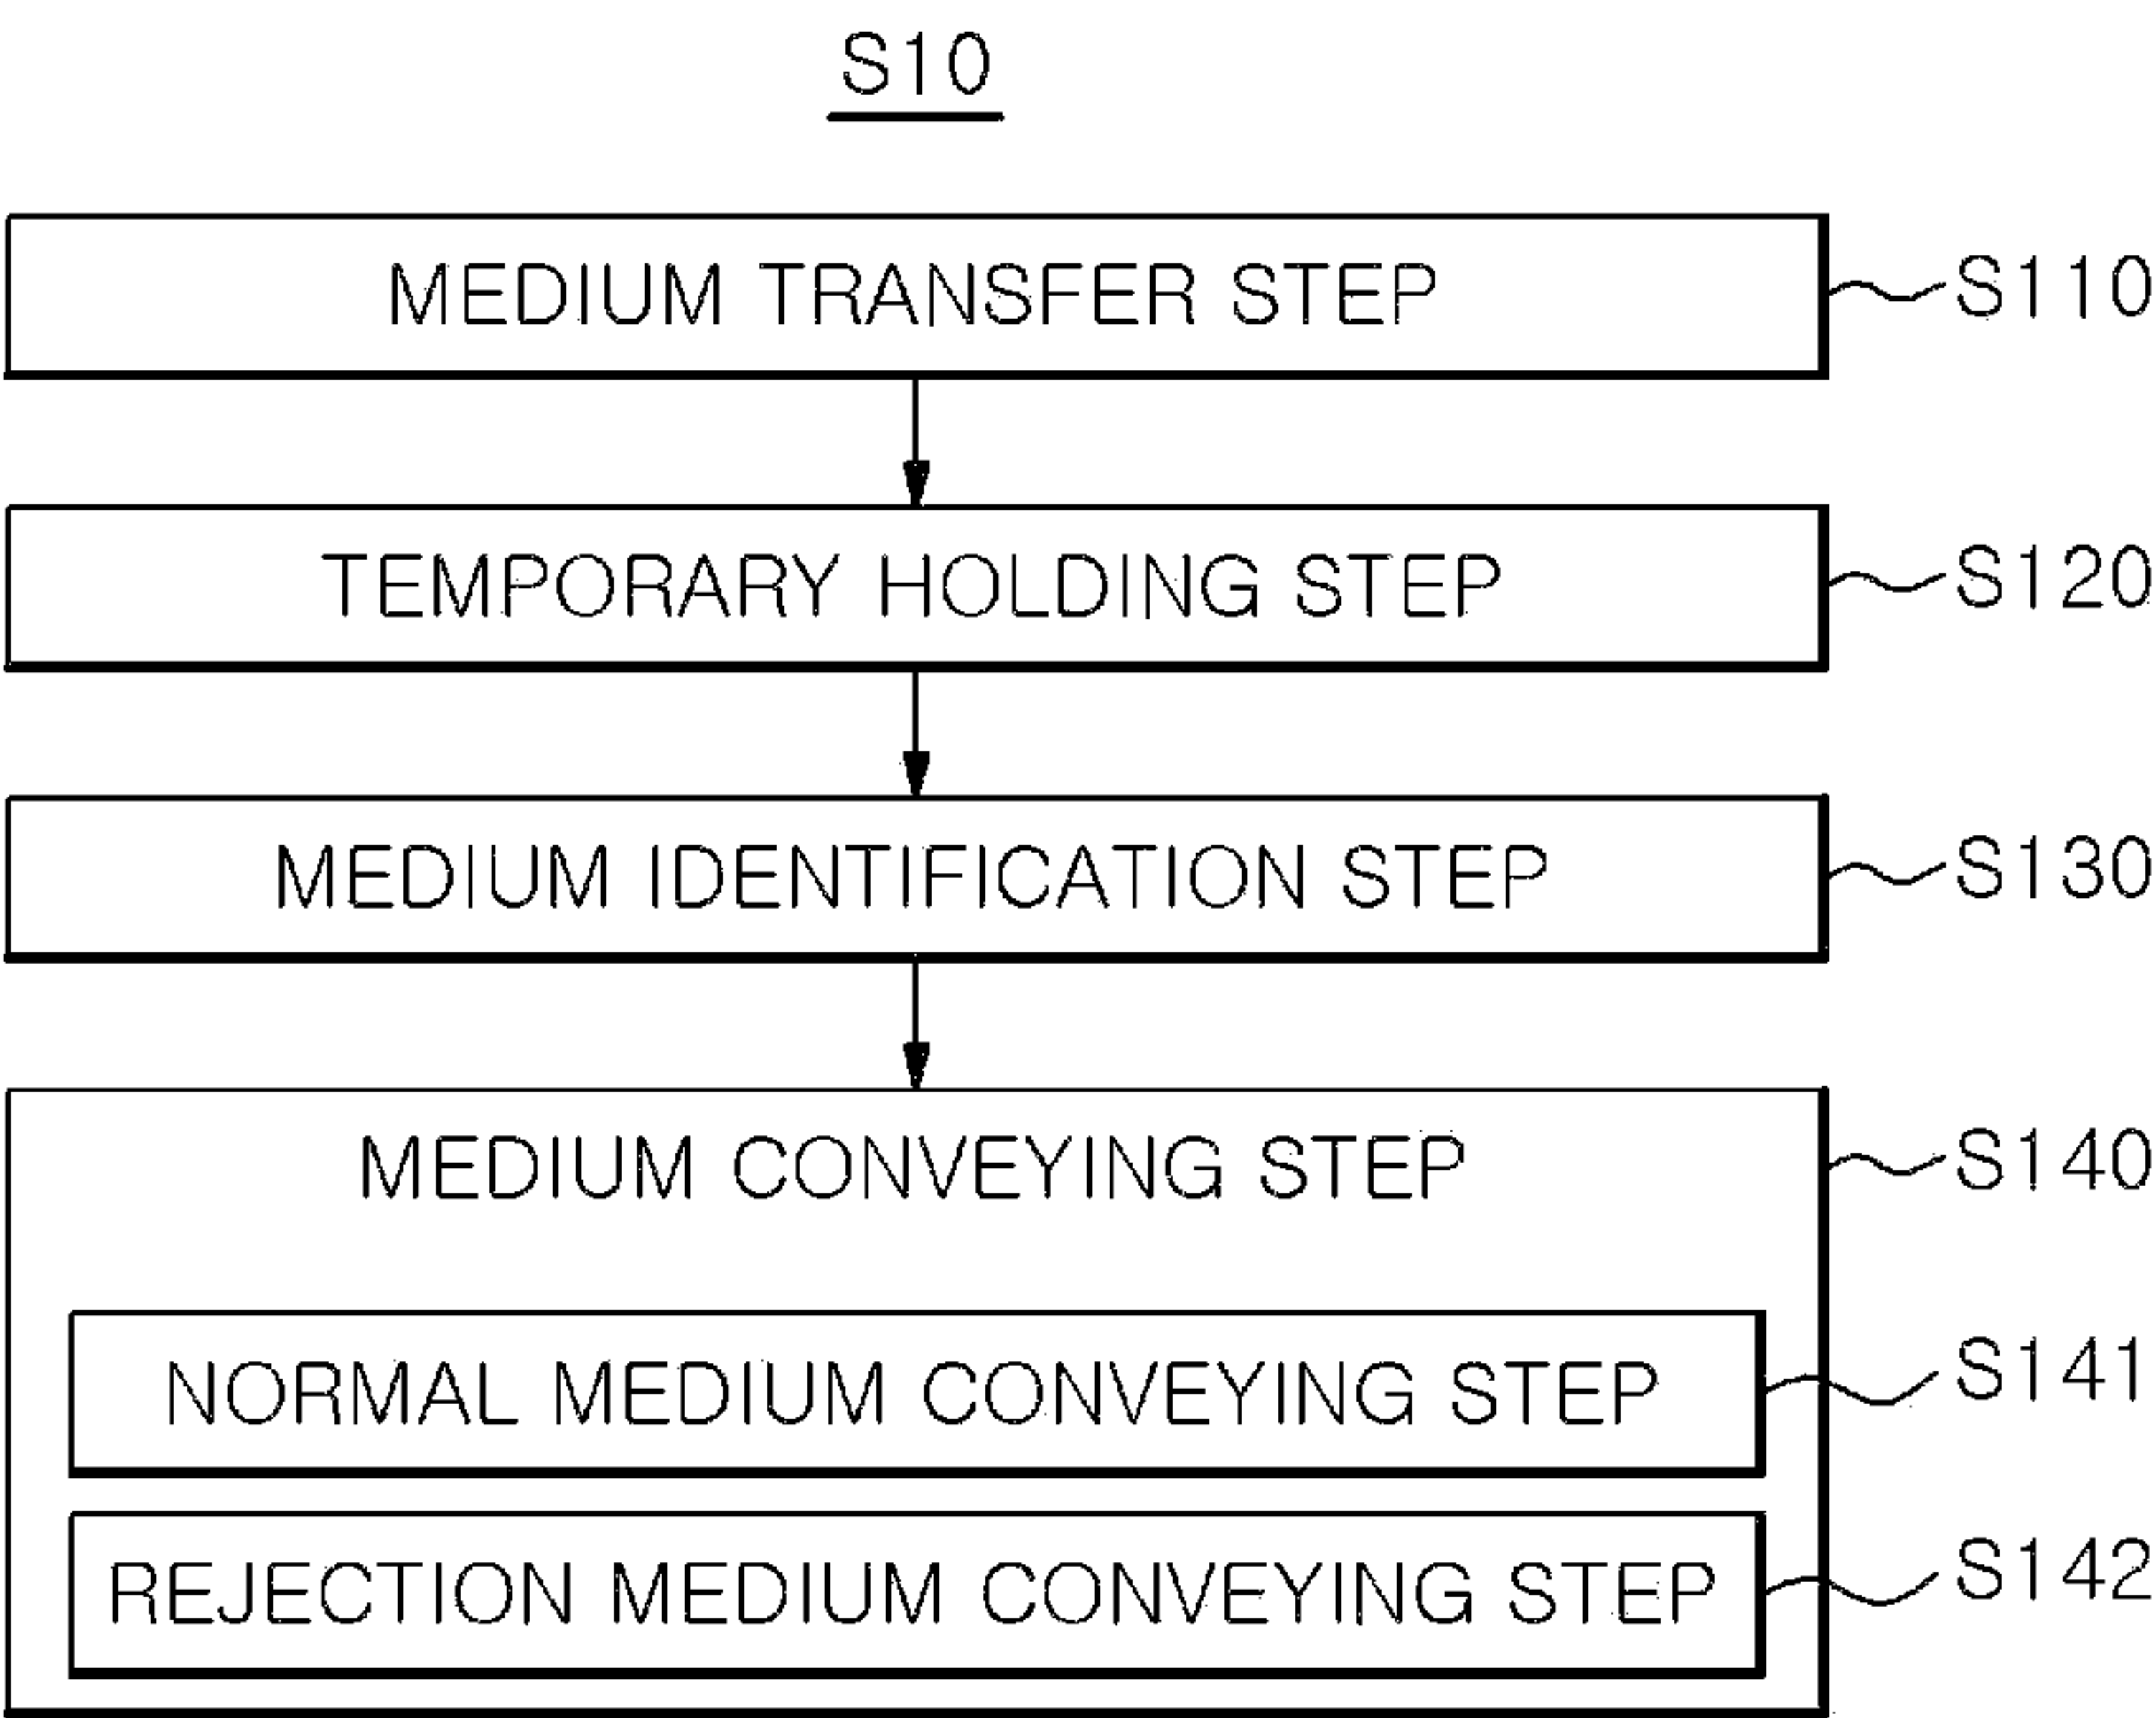 S10
MEDIUM TRANSFER STEP S110
TEMPORARY HOLDING STEP S120
MEDIUM IDENTIFICATION STEP S130
MEDIUM CONVEYING STEP S140
NORMAL MEDIUM CONVEYING STEP S141
REJECTION MEDIUM CONVEYING STEP S142